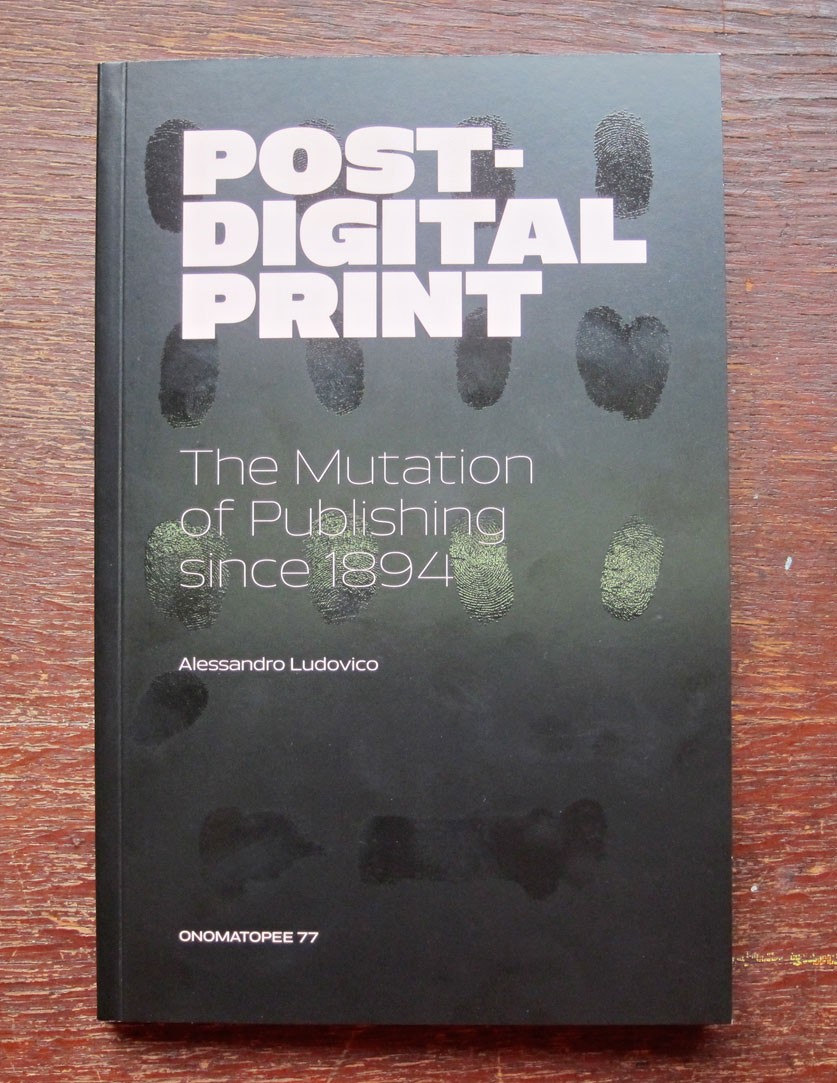 POST-
DIGITAL
PRINT
The Mutation
of Publishing
since 1894
Alessandro Ludovico
ONOMATOPEE 77